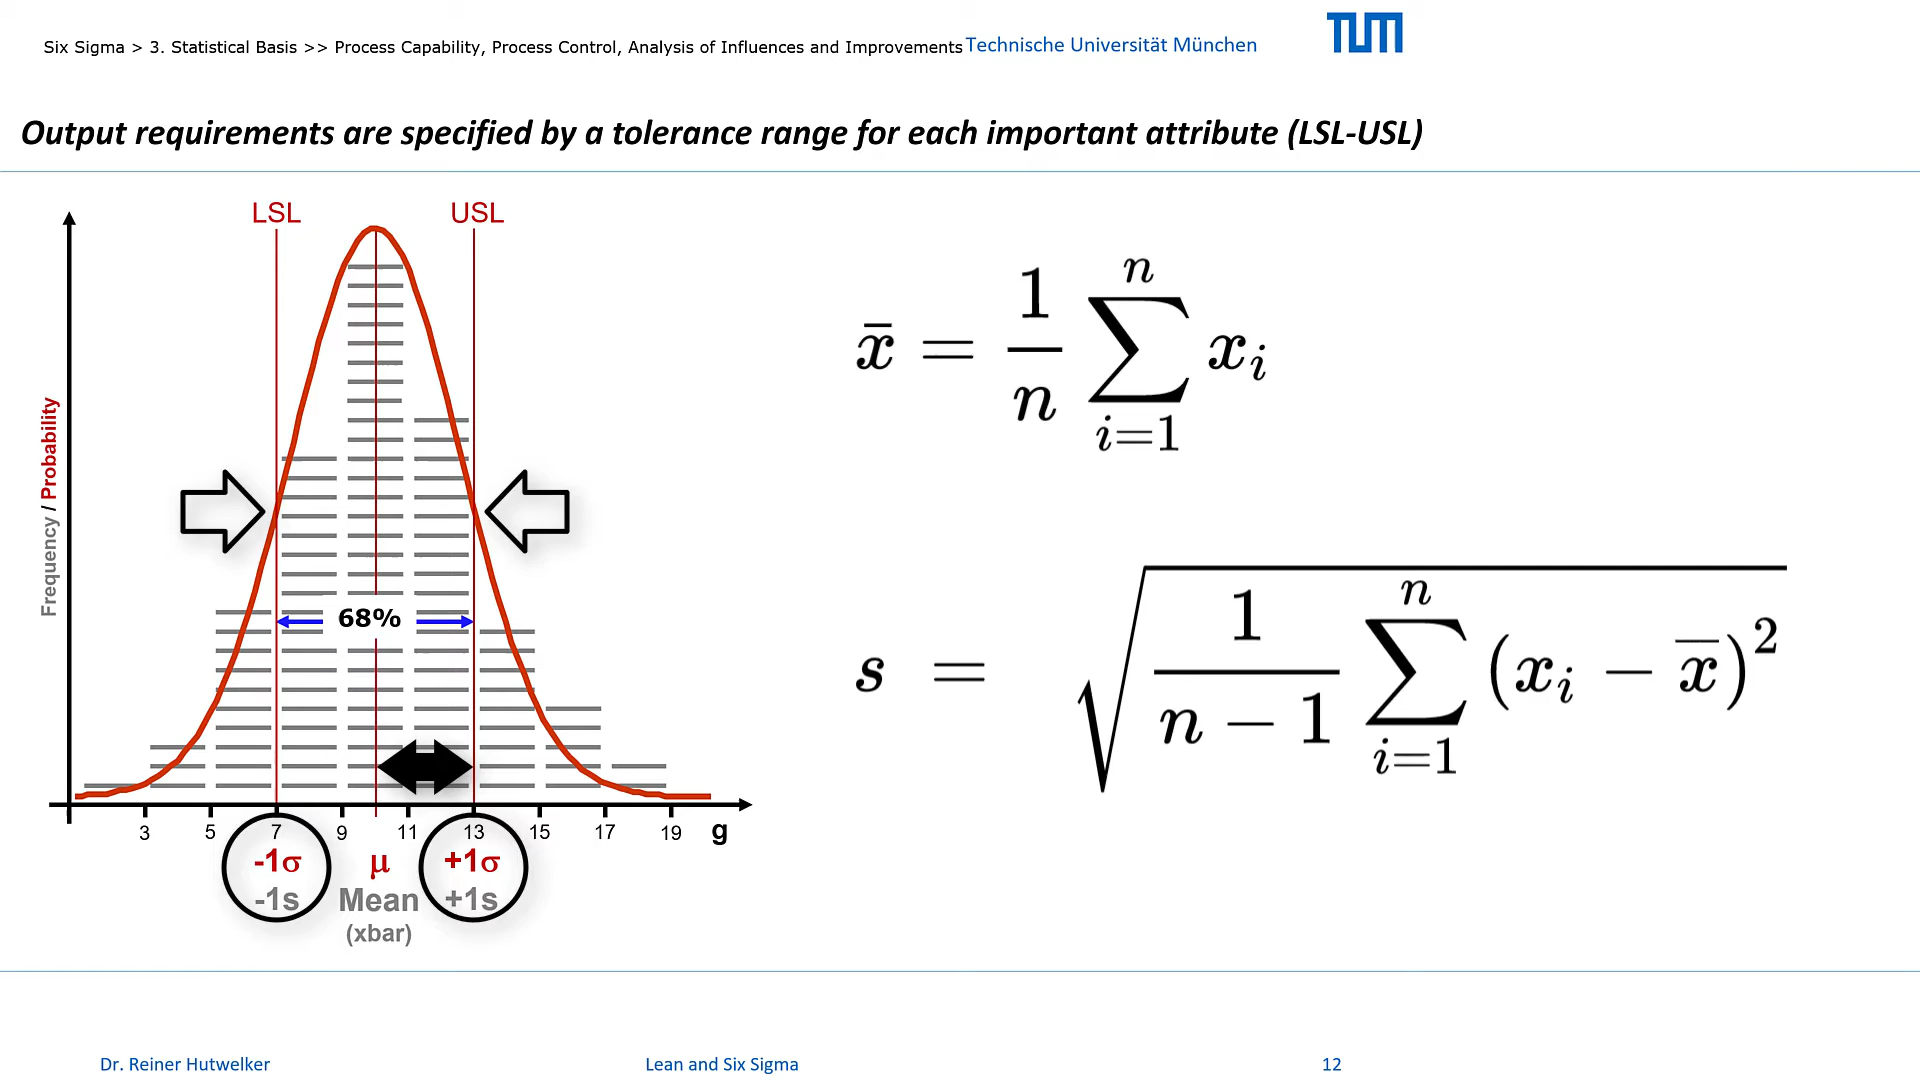 Six Sigma > 3. Statistical Basis >> Process Capability, Process Control, Analysis of Influences and Improvements
Technische Universität München
TUM
Output requirements are specified by a tolerance range for each important attribute (LSL-USL)
LSL USL
Frequency / Probability
68%
3 5 7 9 11 13 15 17 19 g
-1σ μ +1σ
-1s Mean +1s
(xbar)
x̄ = 1/n ∑ i=1 n xᵢ
s = √ 1/(n − 1) ∑ i=1 n (xᵢ − x̄)²
Dr. Reiner Hutwelker Lean and Six Sigma 12